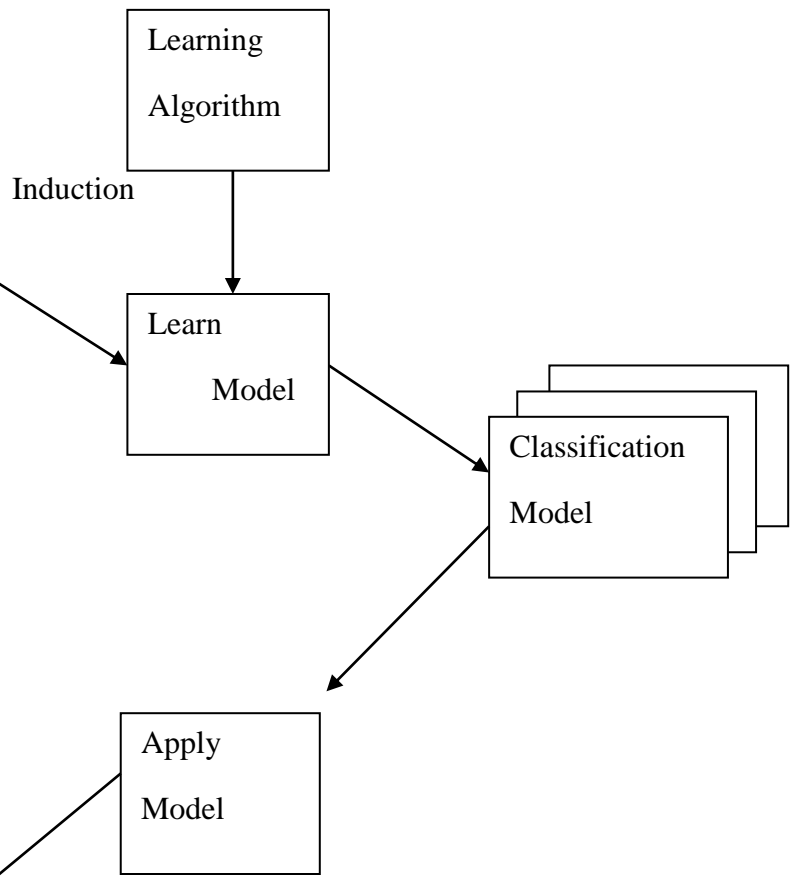 Learning
Algorithm
Induction
Learn
Model
Classification
Model
Apply
Model